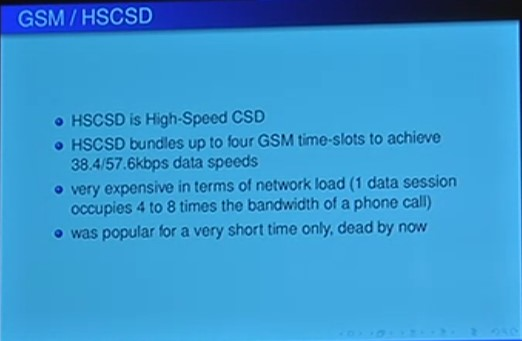 GSM / HSCSD
HSCSD is High-Speed CSD
HSCSD bundles up to four GSM time-slots to achieve
38.4/57.6kbps data speeds
very expensive in terms of network load (1 data session
occupies 4 to 8 times the bandwidth of a phone call)
was popular for a very short time only, dead by now